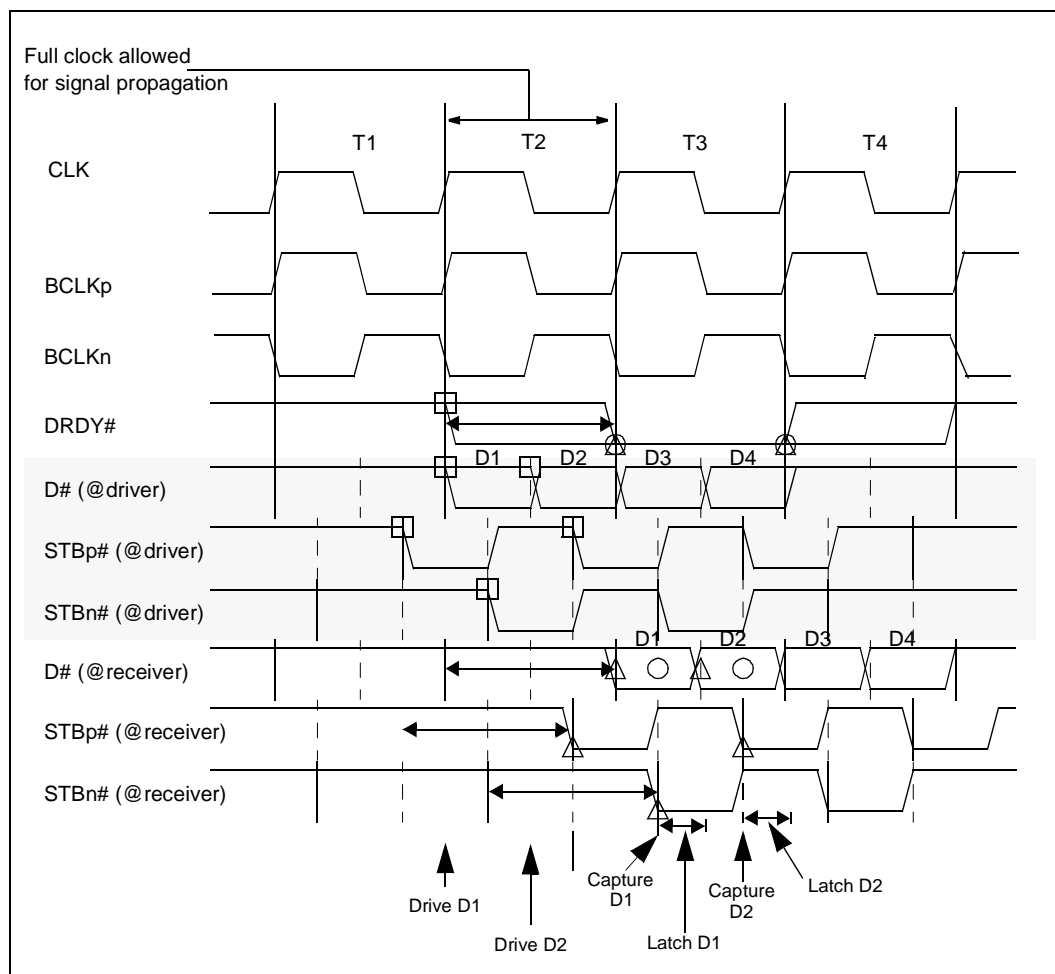 Full clock allowed
for signal propagation
T1 T2 T3 T4
CLK
BCLKp
BCLKn
DRDY#
D1 D2 D3 D4
D# (@driver)
STBp# (@driver)
STBn# (@driver)
D1 D2 D3 D4
D# (@receiver)
STBp# (@receiver)
STBn# (@receiver)
Drive D1
Drive D2
Capture
D1
Latch D1
Capture
D2
Latch D2